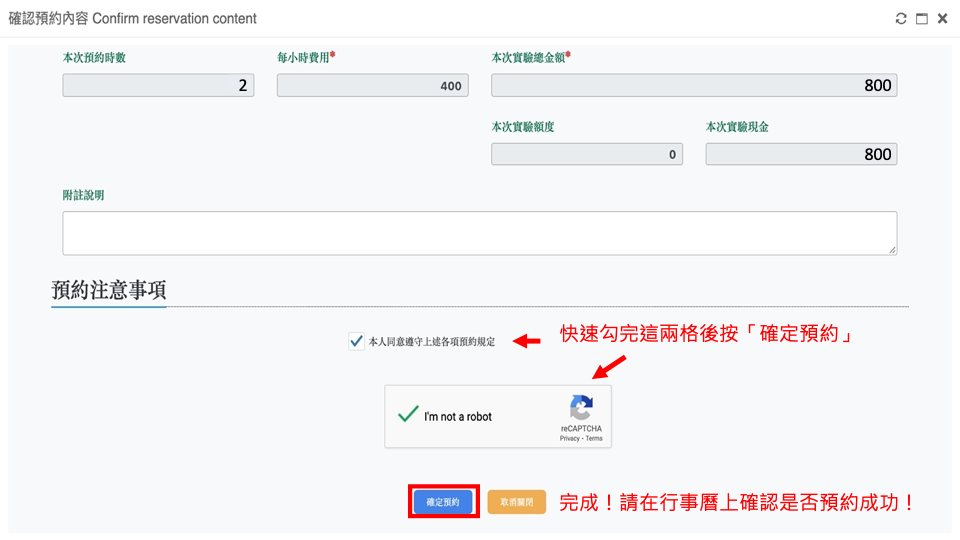 確認預約內容 Confirm reservation content
本次預約時數 每小時費用* 本次實驗總金額*
2 400 800
本次實驗額度 本次實驗現金
0 800
附註說明
預約注意事項
快速勾完這兩格後按「確定預約」
本人同意遵守上述各項預約規定
I'm not a robot
reCAPTCHA
Privacy - Terms
確定預約 取消關閉 完成！請在行事曆上確認是否預約成功！